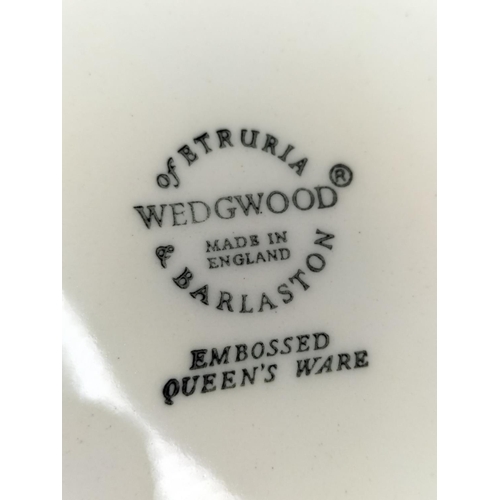 of ETRURIA
WEDGWOOD®
MADE IN
ENGLAND
& BARLASTON
EMBOSSED
QUEEN'S WARE